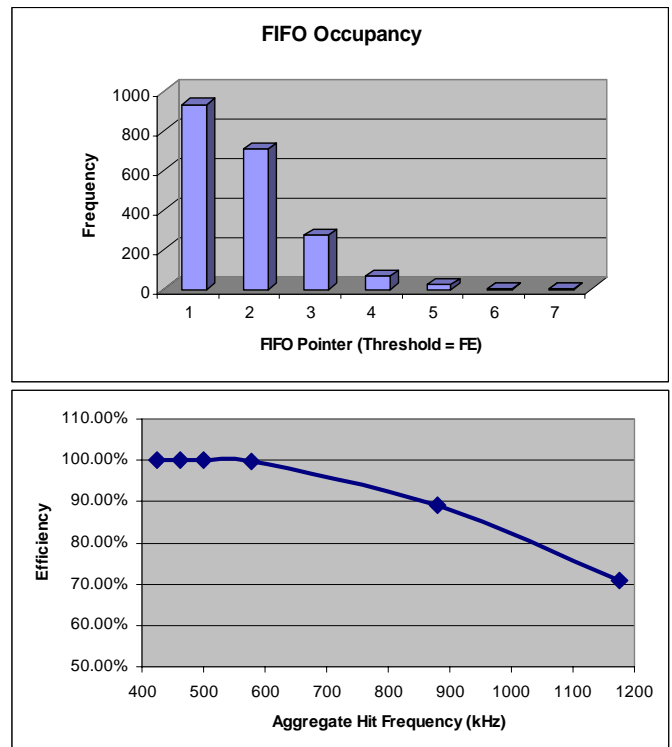 FIFO Occupancy
1000
800
600
400
200
0
Frequency
1 2 3 4 5 6 7
FIFO Pointer (Threshold = FE)
110.00%
100.00%
90.00%
80.00%
70.00%
60.00%
50.00%
Efficiency
400 500 600 700 800 900 1000 1100 1200
Aggregate Hit Frequency (kHz)